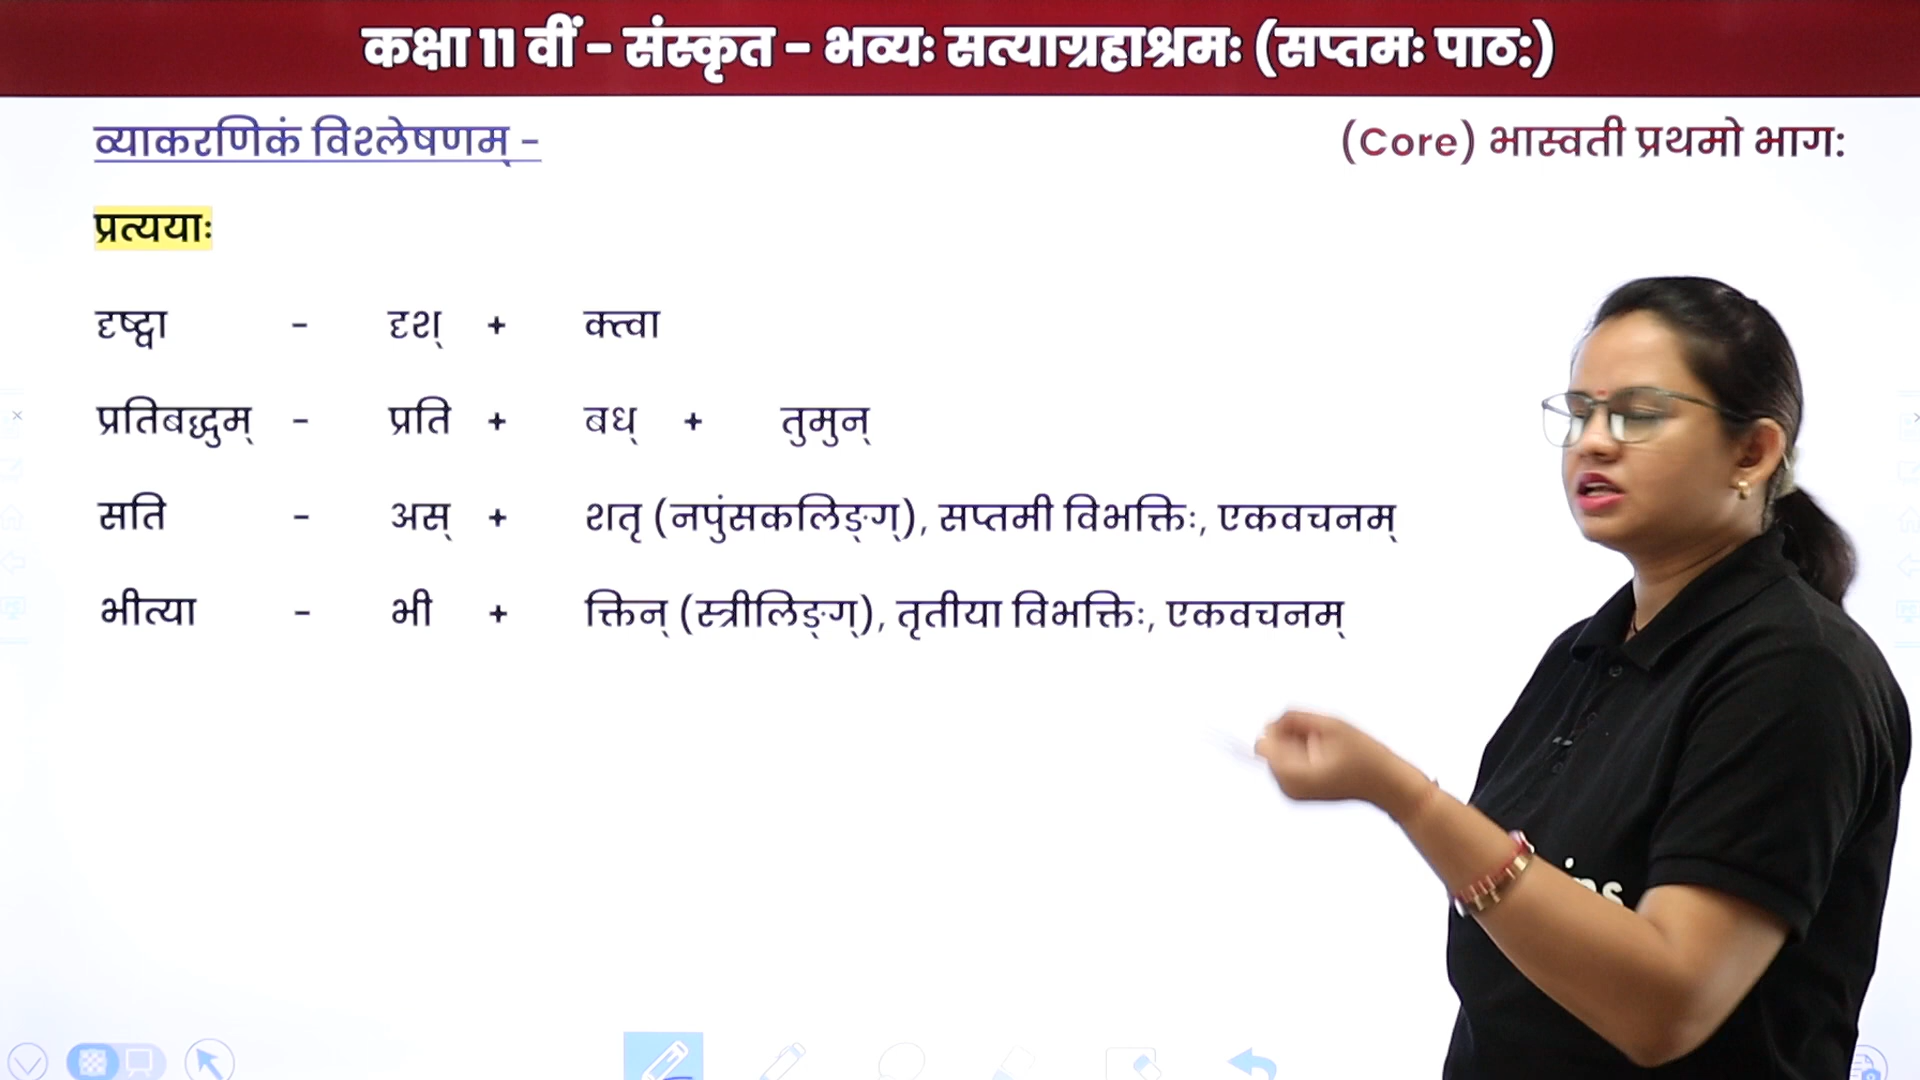 कक्षा 11 वीं - संस्कृत - भव्यः सत्याग्रहाश्रमः (सप्तमः पाठः)
व्याकरणिकं विश्लेषणम् -
(Core) भास्वती प्रथमो भागः
प्रत्ययाः
दृष्ट्वा - दृश् + क्त्वा
प्रतिबद्धुम् - प्रति + बध् + तुमुन्
सति - अस् + शतृ (नपुंसकलिङ्ग्), सप्तमी विभक्तिः, एकवचनम्
भीत्या - भी + क्तिन् (स्त्रीलिङ्ग्), तृतीया विभक्तिः, एकवचनम्